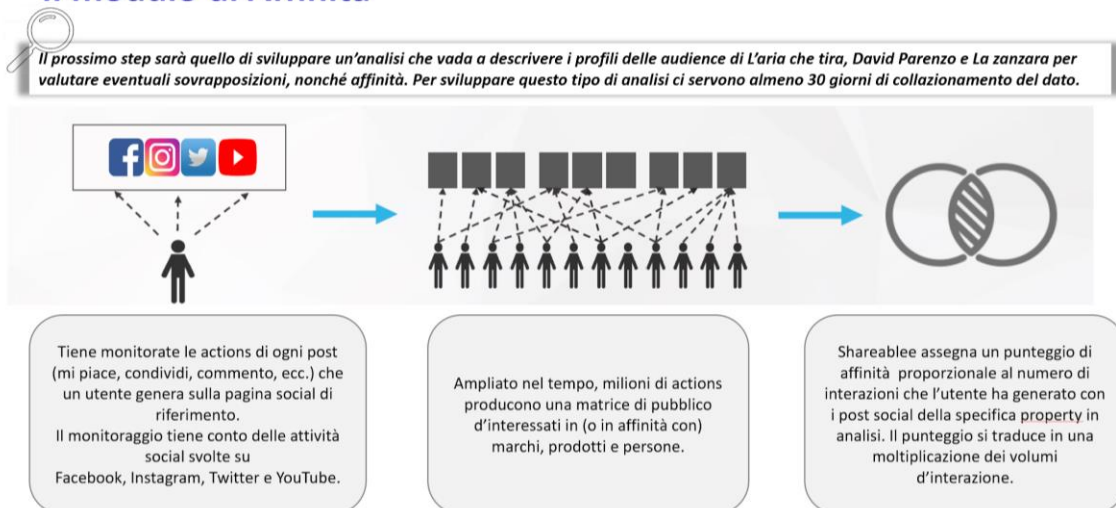 Il prossimo step sarà quello di sviluppare un'analisi che vada a descrivere i profili delle audience di L'aria che tira, David Parenzo e La zanzara per
valutare eventuali sovrapposizioni, nonché affinità. Per sviluppare questo tipo di analisi ci servono almeno 30 giorni di collazionamento del dato.
Tiene monitorate le actions di ogni post
(mi piace, condividi, commento, ecc.) che
un utente genera sulla pagina social di
riferimento.
Il monitoraggio tiene conto delle attività
social svolte su
Facebook, Instagram, Twitter e YouTube.
Ampliato nel tempo, milioni di actions
producono una matrice di pubblico
d'interessati in (o in affinità con)
marchi, prodotti e persone.
Shareablee assegna un punteggio di
affinità proporzionale al numero di
interazioni che l'utente ha generato con
i post social della specifica property in
analisi. Il punteggio si traduce in una
moltiplicazione dei volumi
d'interazione.